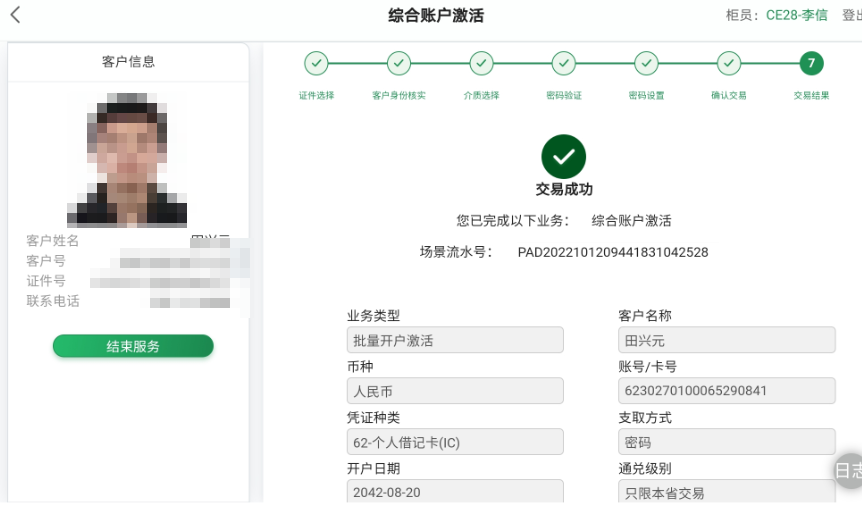 综合账户激活
柜员：CE28-李信 登出
客户信息
证件选择 客户身份核实 介质选择 密码验证 密码设置 确认交易 7 交易结果
交易成功
您已完成以下业务： 综合账户激活
场景流水号： PAD2022101209441831042528
客户姓名
客户号
证件号
联系电话
结束服务
业务类型 客户名称
批量开户激活 田兴元
币种 账号/卡号
人民币 6230270100065290841
凭证种类 支取方式
62-个人借记卡(IC) 密码
开户日期 通兑级别
日志
2042-08-20 只限本省交易